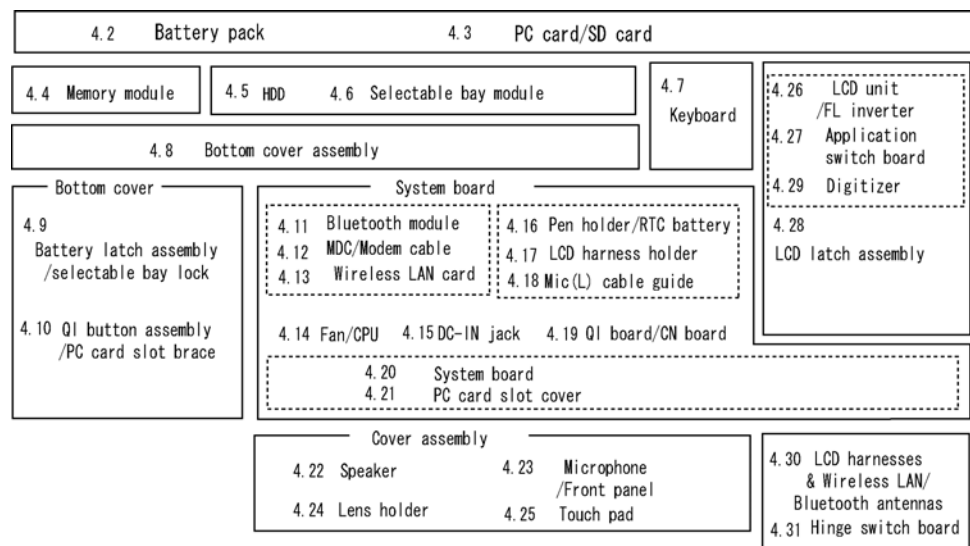 4.2 Battery pack 4.3 PC card/SD card
4.4 Memory module
4.5 HDD 4.6 Selectable bay module
4.7
Keyboard
4.8 Bottom cover assembly
4.26 LCD unit
/FL inverter
4.27 Application
switch board
4.29 Digitizer
4.28
LCD latch assembly
Bottom cover
4.9
Battery latch assembly
/selectable bay lock
4.10 QI button assembly
/PC card slot brace
System board
4.11 Bluetooth module
4.12 MDC/Modem cable
4.13 Wireless LAN card
4.16 Pen holder/RTC battery
4.17 LCD harness holder
4.18 Mic(L) cable guide
4.14 Fan/CPU 4.15 DC-IN jack 4.19 QI board/CN board
4.20 System board
4.21 PC card slot cover
Cover assembly
4.22 Speaker
4.23 Microphone
/Front panel
4.24 Lens holder
4.25 Touch pad
4.30 LCD harnesses
& Wireless LAN/
Bluetooth antennas
4.31 Hinge switch board